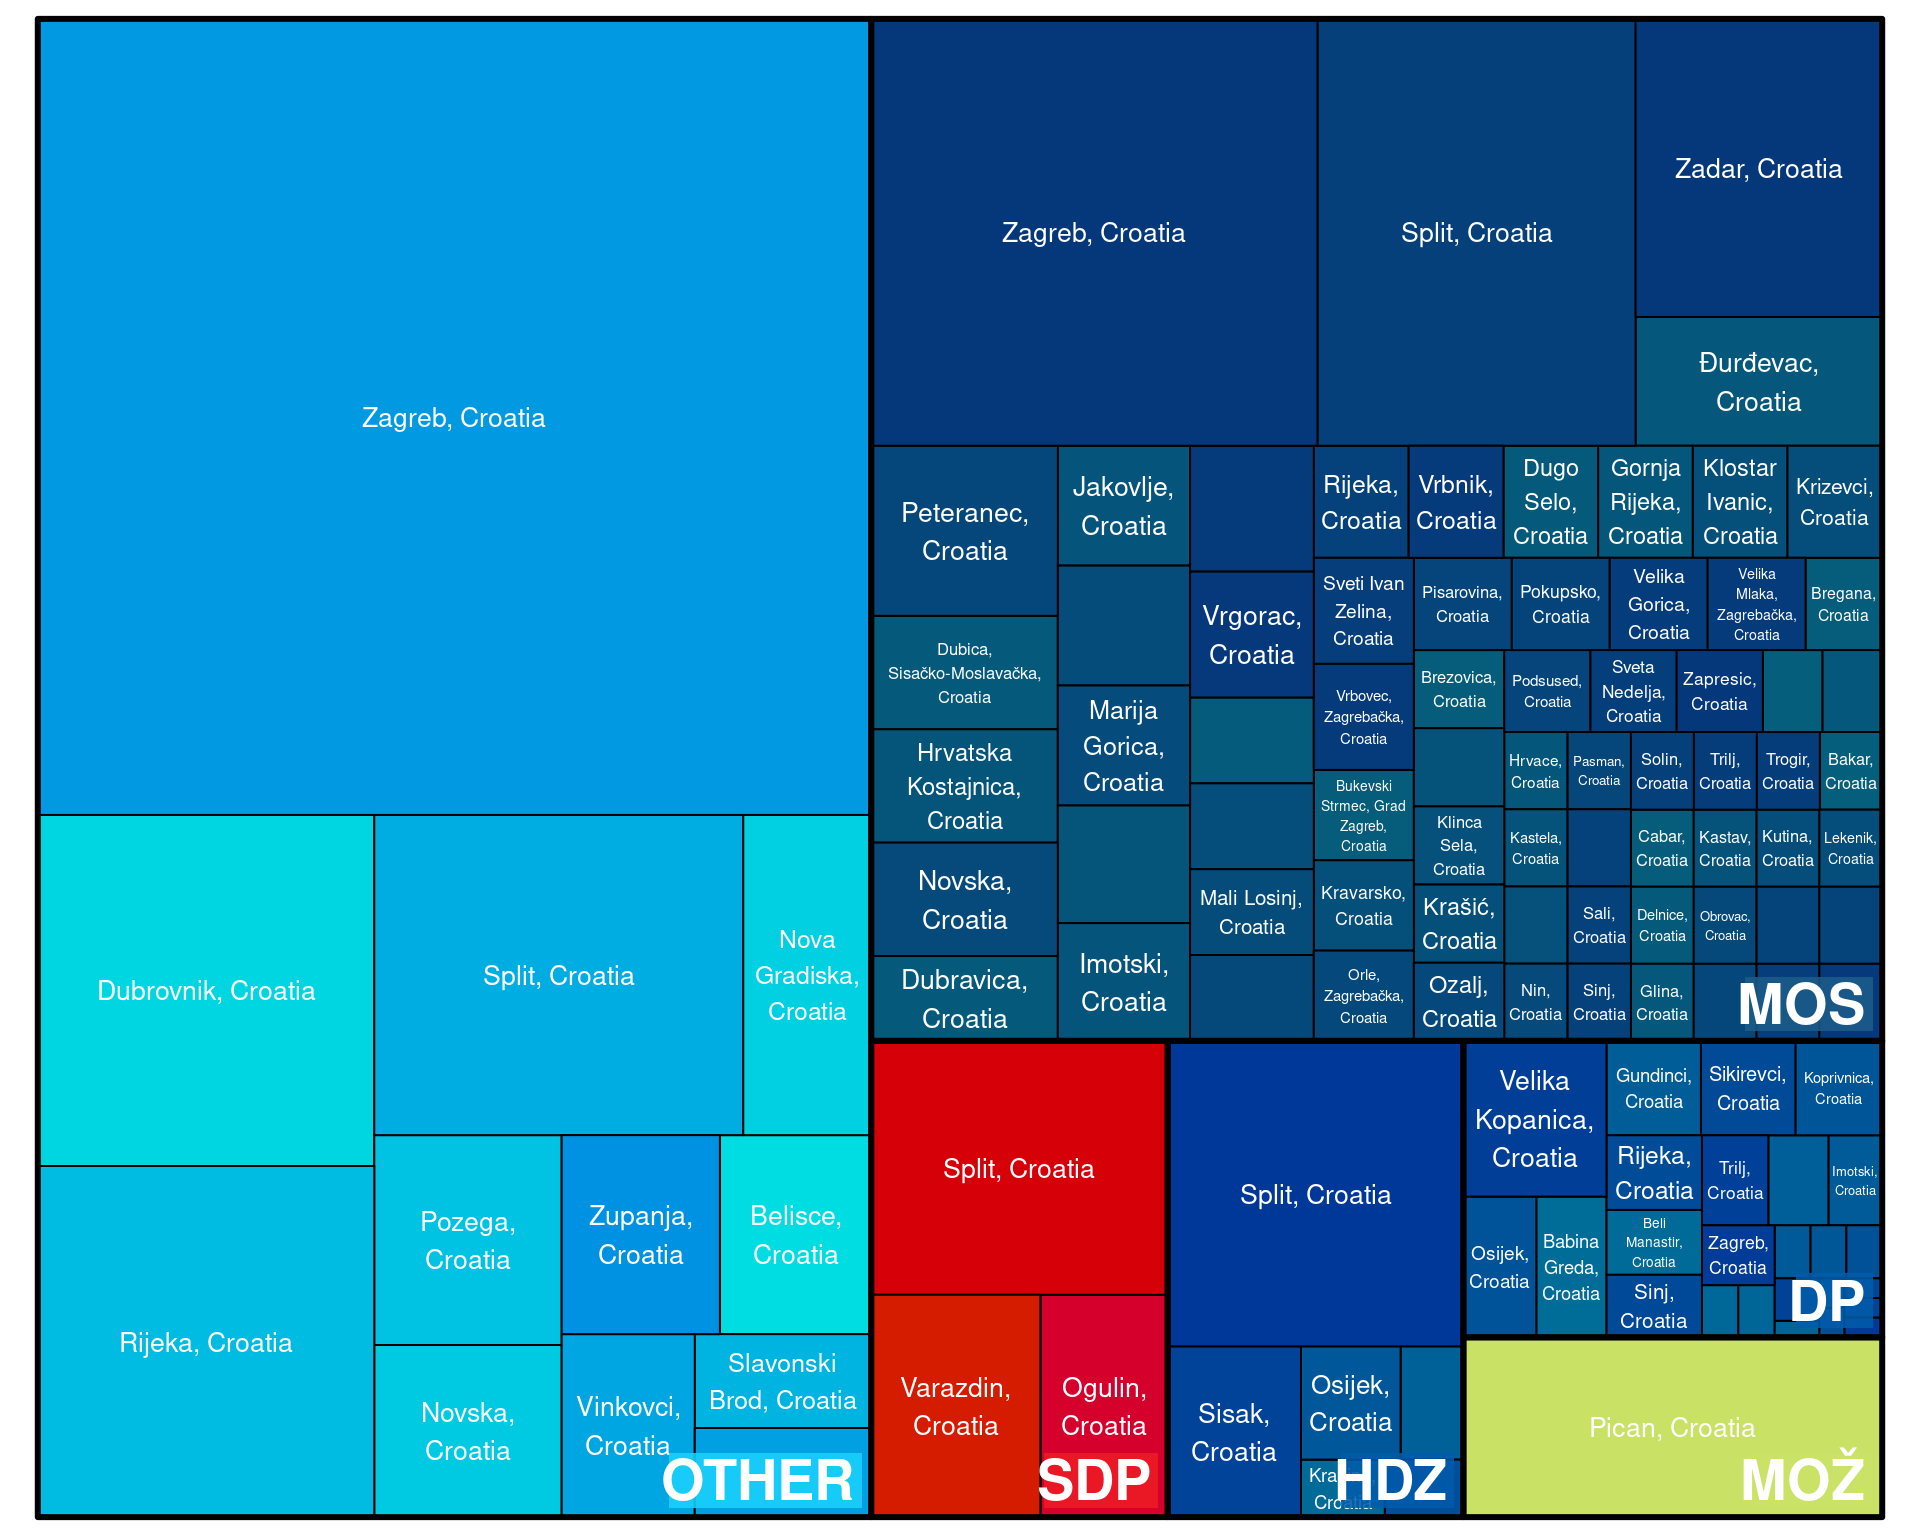 Zagreb, Croatia
Dubrovnik, Croatia
Rijeka, Croatia
Split, Croatia
Nova
Gradiska,
Croatia
Pozega,
Croatia
Novska,
Croatia
Zupanja,
Croatia
Belisce,
Croatia
Vinkovci,
Croatia
Slavonski
Brod, Croatia
OTHER
Zagreb, Croatia
Split, Croatia
Zadar, Croatia
Đurđevac,
Croatia
Peteranec,
Croatia
Dubica,
Sisačko-Moslavačka,
Croatia
Hrvatska
Kostajnica,
Croatia
Novska,
Croatia
Dubravica,
Croatia
Jakovlje,
Croatia
Marija
Gorica,
Croatia
Imotski,
Croatia
Vrgorac,
Croatia
Mali Losinj,
Croatia
Rijeka,
Croatia
Vrbnik,
Croatia
Dugo
Selo,
Croatia
Gornja
Rijeka,
Croatia
Klostar
Ivanic,
Croatia
Krizevci,
Croatia
Sveti Ivan
Zelina,
Croatia
Vrbovec,
Zagrebačka,
Croatia
Bukevski
Strmec, Grad
Zagreb,
Croatia
Kravarsko,
Croatia
Orle,
Zagrebačka,
Croatia
Pisarovina,
Croatia
Pokupsko,
Croatia
Velika
Gorica,
Croatia
Velika
Mlaka,
Zagrebačka,
Croatia
Bregana,
Croatia
Brezovica,
Croatia
Klinca
Sela,
Croatia
Krašić,
Croatia
Ozalj,
Croatia
Podsused,
Croatia
Sveta
Nedelja,
Croatia
Zapresic,
Croatia
Hrvace,
Croatia
Pasman,
Croatia
Solin,
Croatia
Trilj,
Croatia
Trogir,
Croatia
Bakar,
Croatia
Kastela,
Croatia
Cabar,
Croatia
Kastav,
Croatia
Kutina,
Croatia
Lekenik,
Croatia
Sali,
Croatia
Delnice,
Croatia
Obrovac,
Croatia
Nin,
Croatia
Sinj,
Croatia
Glina,
Croatia
MOS
Split, Croatia
Varazdin,
Croatia
Ogulin,
Croatia
SDP
Split, Croatia
Sisak,
Croatia
Osijek,
Croatia
Croatia
HDZ
Velika
Kopanica,
Croatia
Osijek,
Croatia
Babina
Greda,
Croatia
Gundinci,
Croatia
Sikirevci,
Croatia
Koprivnica,
Croatia
Rijeka,
Croatia
Beli
Manastir,
Croatia
Sinj,
Croatia
Trilj,
Croatia
Imotski,
Croatia
Zagreb,
Croatia
DP
Pican, Croatia
MOŽ